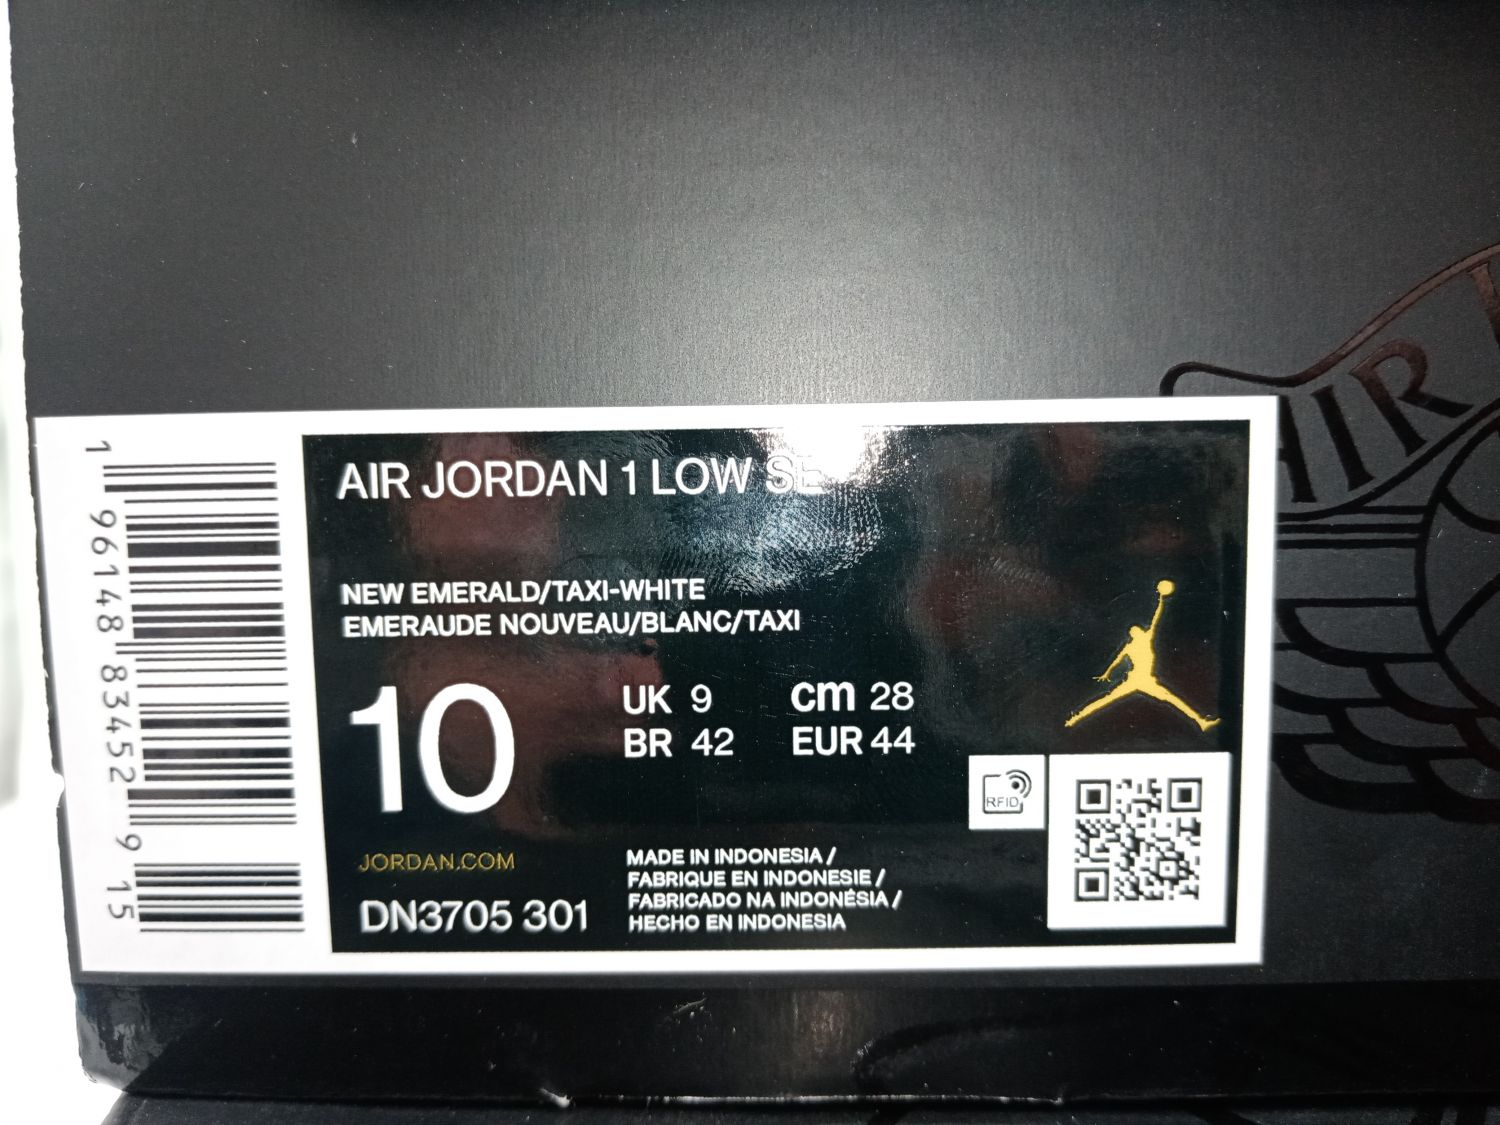 AIR JORDAN 1 LOW SE
NEW EMERALD/TAXI-WHITE
EMERAUDE NOUVEAU/BLANC/TAXI
10
UK 9
cm 28
BR 42
EUR 44
RFID
JORDAN.COM
DN3705 301
MADE IN INDONESIA /
FABRIQUE EN INDONESIE /
FABRICADO NA INDONÉSIA /
HECHO EN INDONESIA
1 96148 83452 9 15
AIR